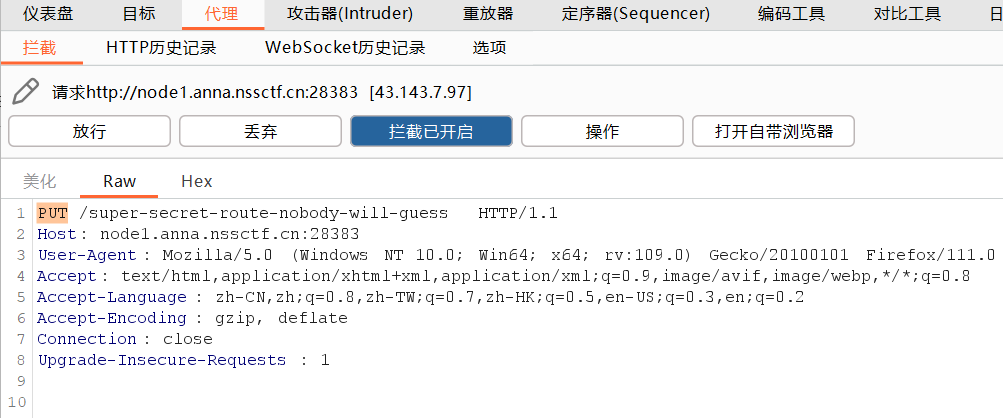 仪表盘 目标 代理 攻击器(Intruder) 重放器 定序器(Sequencer) 编码工具 对比工具 日
拦截 HTTP历史记录 WebSocket历史记录 选项
请求http://node1.anna.nssctf.cn:28383 [43.143.7.97]
放行 丢弃 拦截已开启 操作 打开自带浏览器
美化 Raw Hex
1 PUT /super-secret-route-nobody-will-guess HTTP/1.1
2 Host: node1.anna.nssctf.cn:28383
3 User-Agent: Mozilla/5.0 (Windows NT 10.0; Win64; x64; rv:109.0) Gecko/20100101 Firefox/111.0
4 Accept: text/html,application/xhtml+xml,application/xml;q=0.9,image/avif,image/webp,*/*;q=0.8
5 Accept-Language: zh-CN,zh;q=0.8,zh-TW;q=0.7,zh-HK;q=0.5,en-US;q=0.3,en;q=0.2
6 Accept-Encoding: gzip, deflate
7 Connection: close
8 Upgrade-Insecure-Requests: 1
9
10